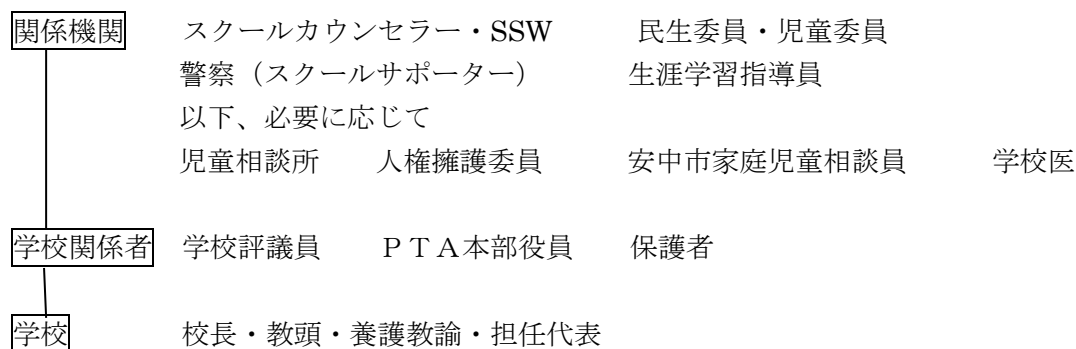 関係機関　スクールカウンセラー・SSW　民生委員・児童委員
警察（スクールサポーター）　生涯学習指導員
以下、必要に応じて
児童相談所　人権擁護委員　安中市家庭児童相談員　学校医
学校関係者　学校評議員　ＰＴＡ本部役員　保護者
学校　校長・教頭・養護教諭・担任代表